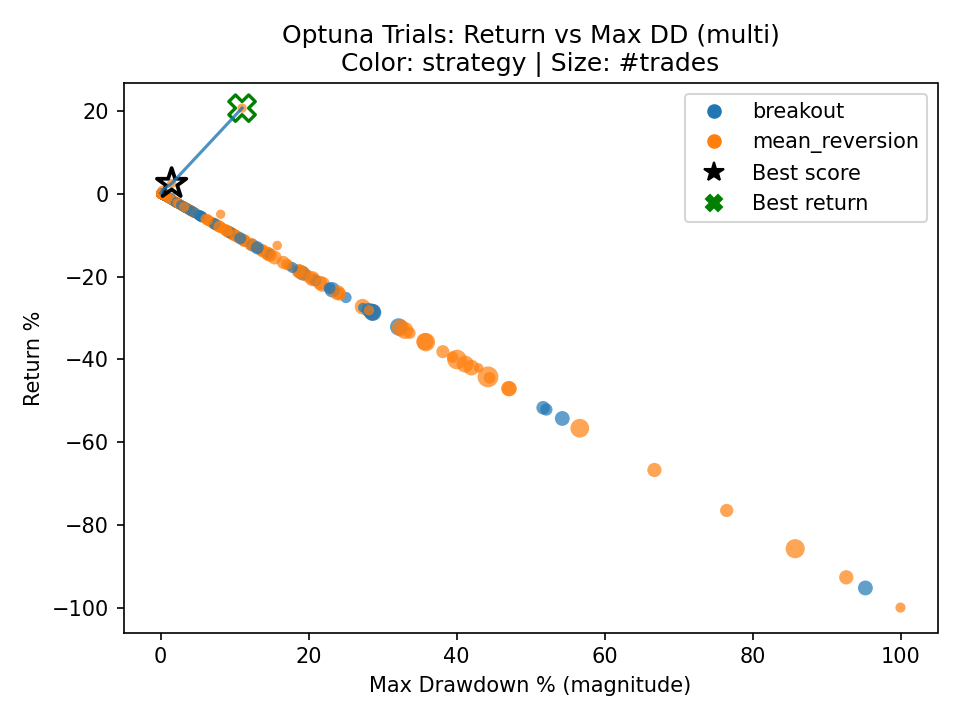 Optuna Trials: Return vs Max DD (multi)
Color: strategy | Size: #trades
breakout
mean_reversion
Best score
Best return
Return %
20
0
−20
−40
−60
−80
−100
0
20
40
60
80
100
Max Drawdown % (magnitude)